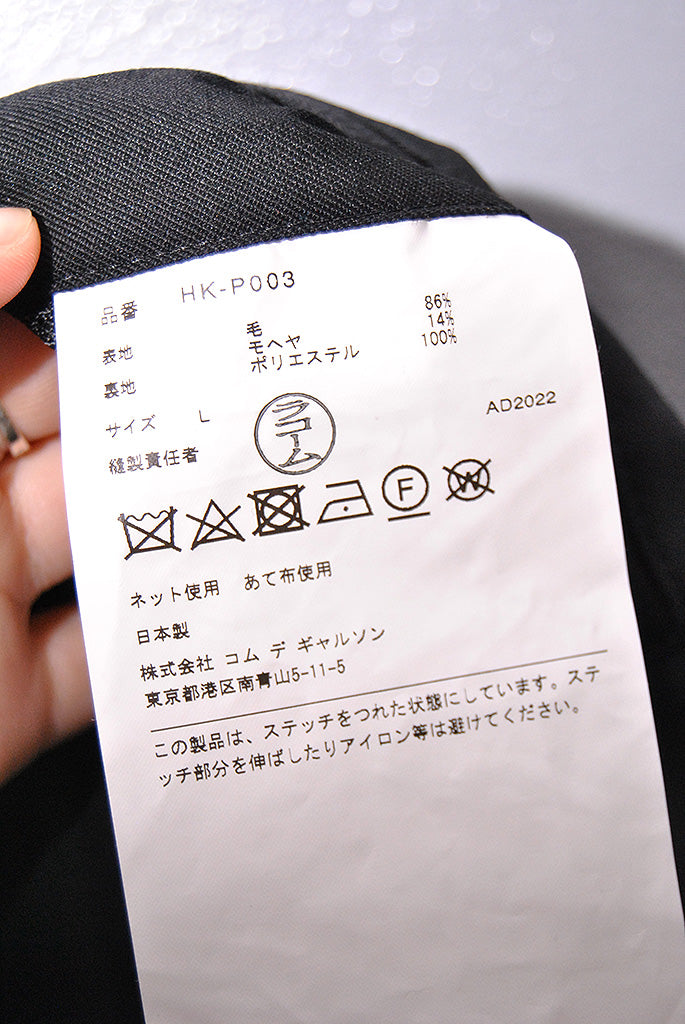 品番 HK-P003
表地 毛 86%
モヘヤ 14%
裏地 ポリエステル 100%
サイズ L
AD2022
縫製責任者 ラコーム
F
W
ネット使用 あて布使用
日本製
株式会社 コム デ ギャルソン
東京都港区南青山5-11-5
この製品は、ステッチをつれた状態にしています。ステ
ッチ部分を伸ばしたりアイロン等は避けてください。